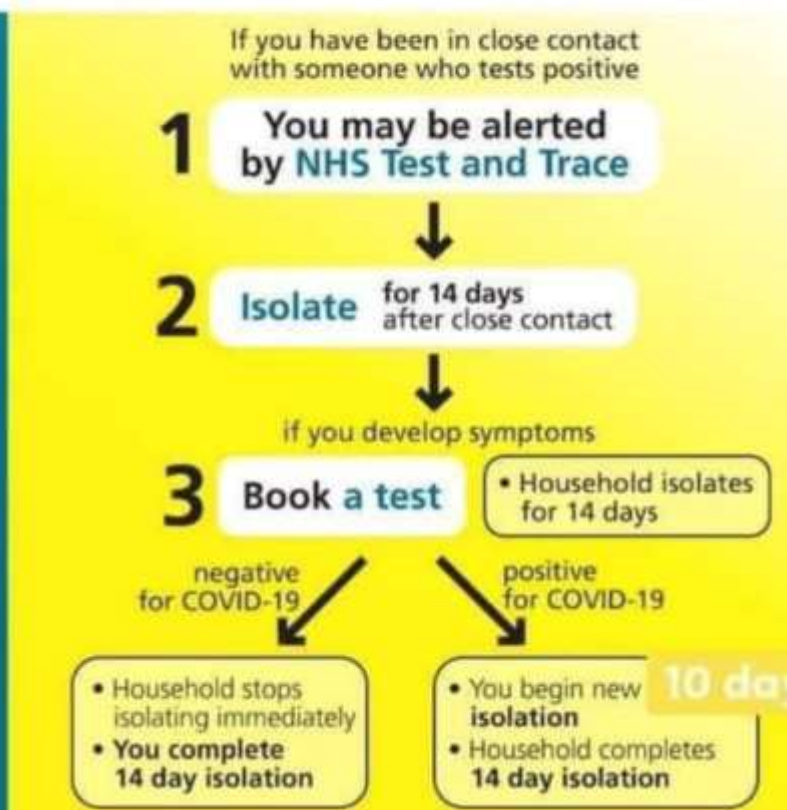 If you have been in close contact
with someone who tests positive
1
You may be alerted
by NHS Test and Trace
2
Isolate
for 14 days
after close contact
if you develop symptoms
3
Book a test
• Household isolates
for 14 days
negative
for COVID-19
positive
for COVID-19
• Household stops
isolating immediately
• You complete
14 day isolation
• You begin new 10 day
isolation
• Household completes
14 day isolation